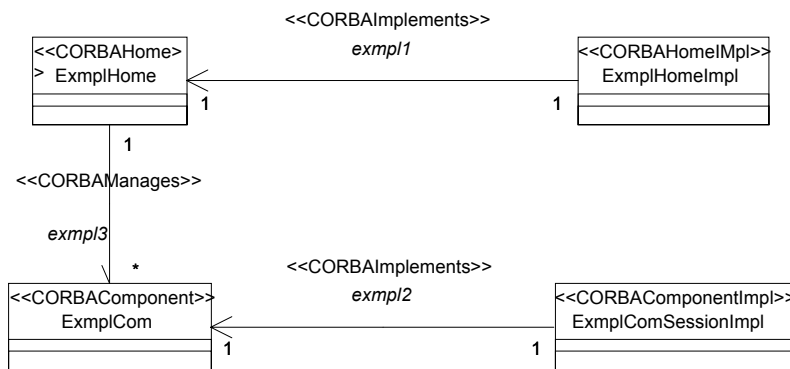 <<CORBAImplements>>
exmpl1
<<CORBAHome>
>
ExmplHome
<<CORBAHomeIMpl>>
ExmplHomeImpl
1
1
1
<<CORBAManages>>
exmpl3
*
<<CORBAImplements>>
exmpl2
<<CORBAComponent>>
ExmplCom
<<CORBAComponentImpl>>
ExmplComSessionImpl
1
1